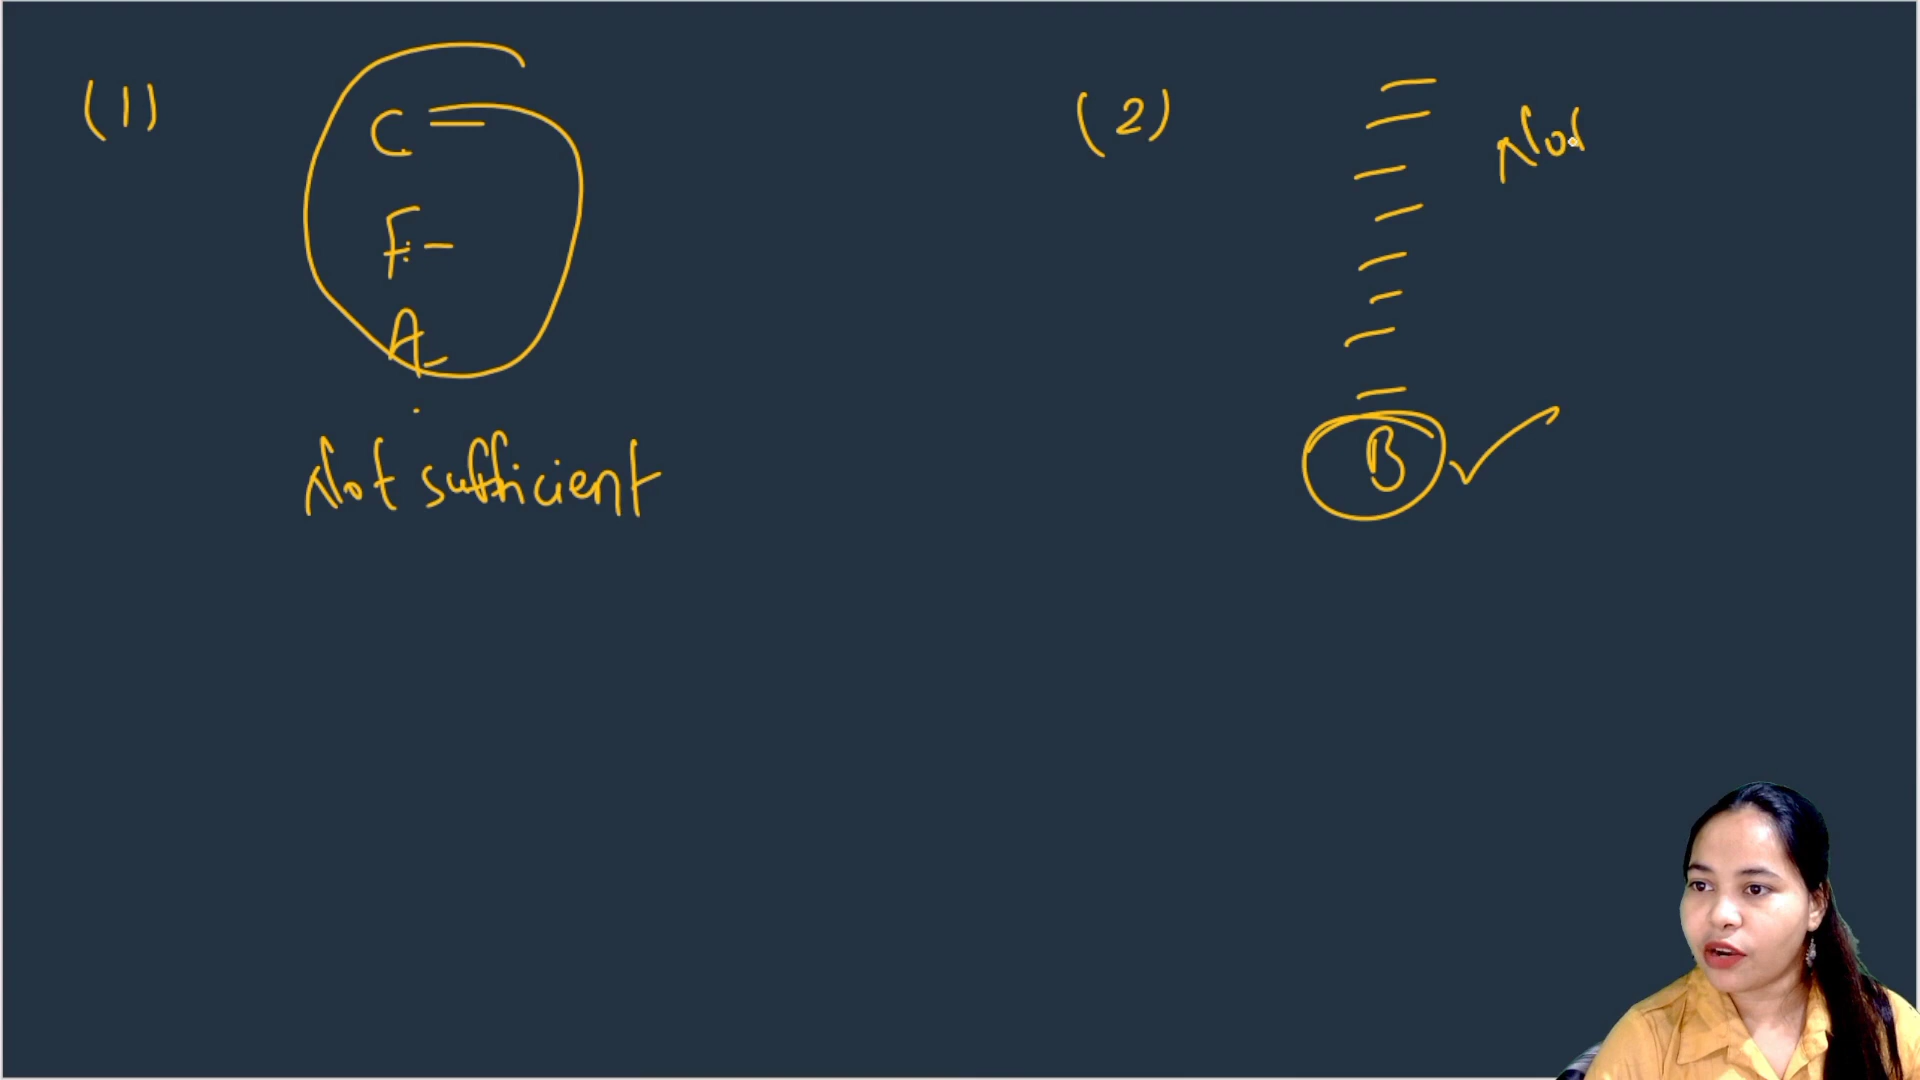 (1)
C =
F -
A -
Not sufficient
(2)
Not
B ✓